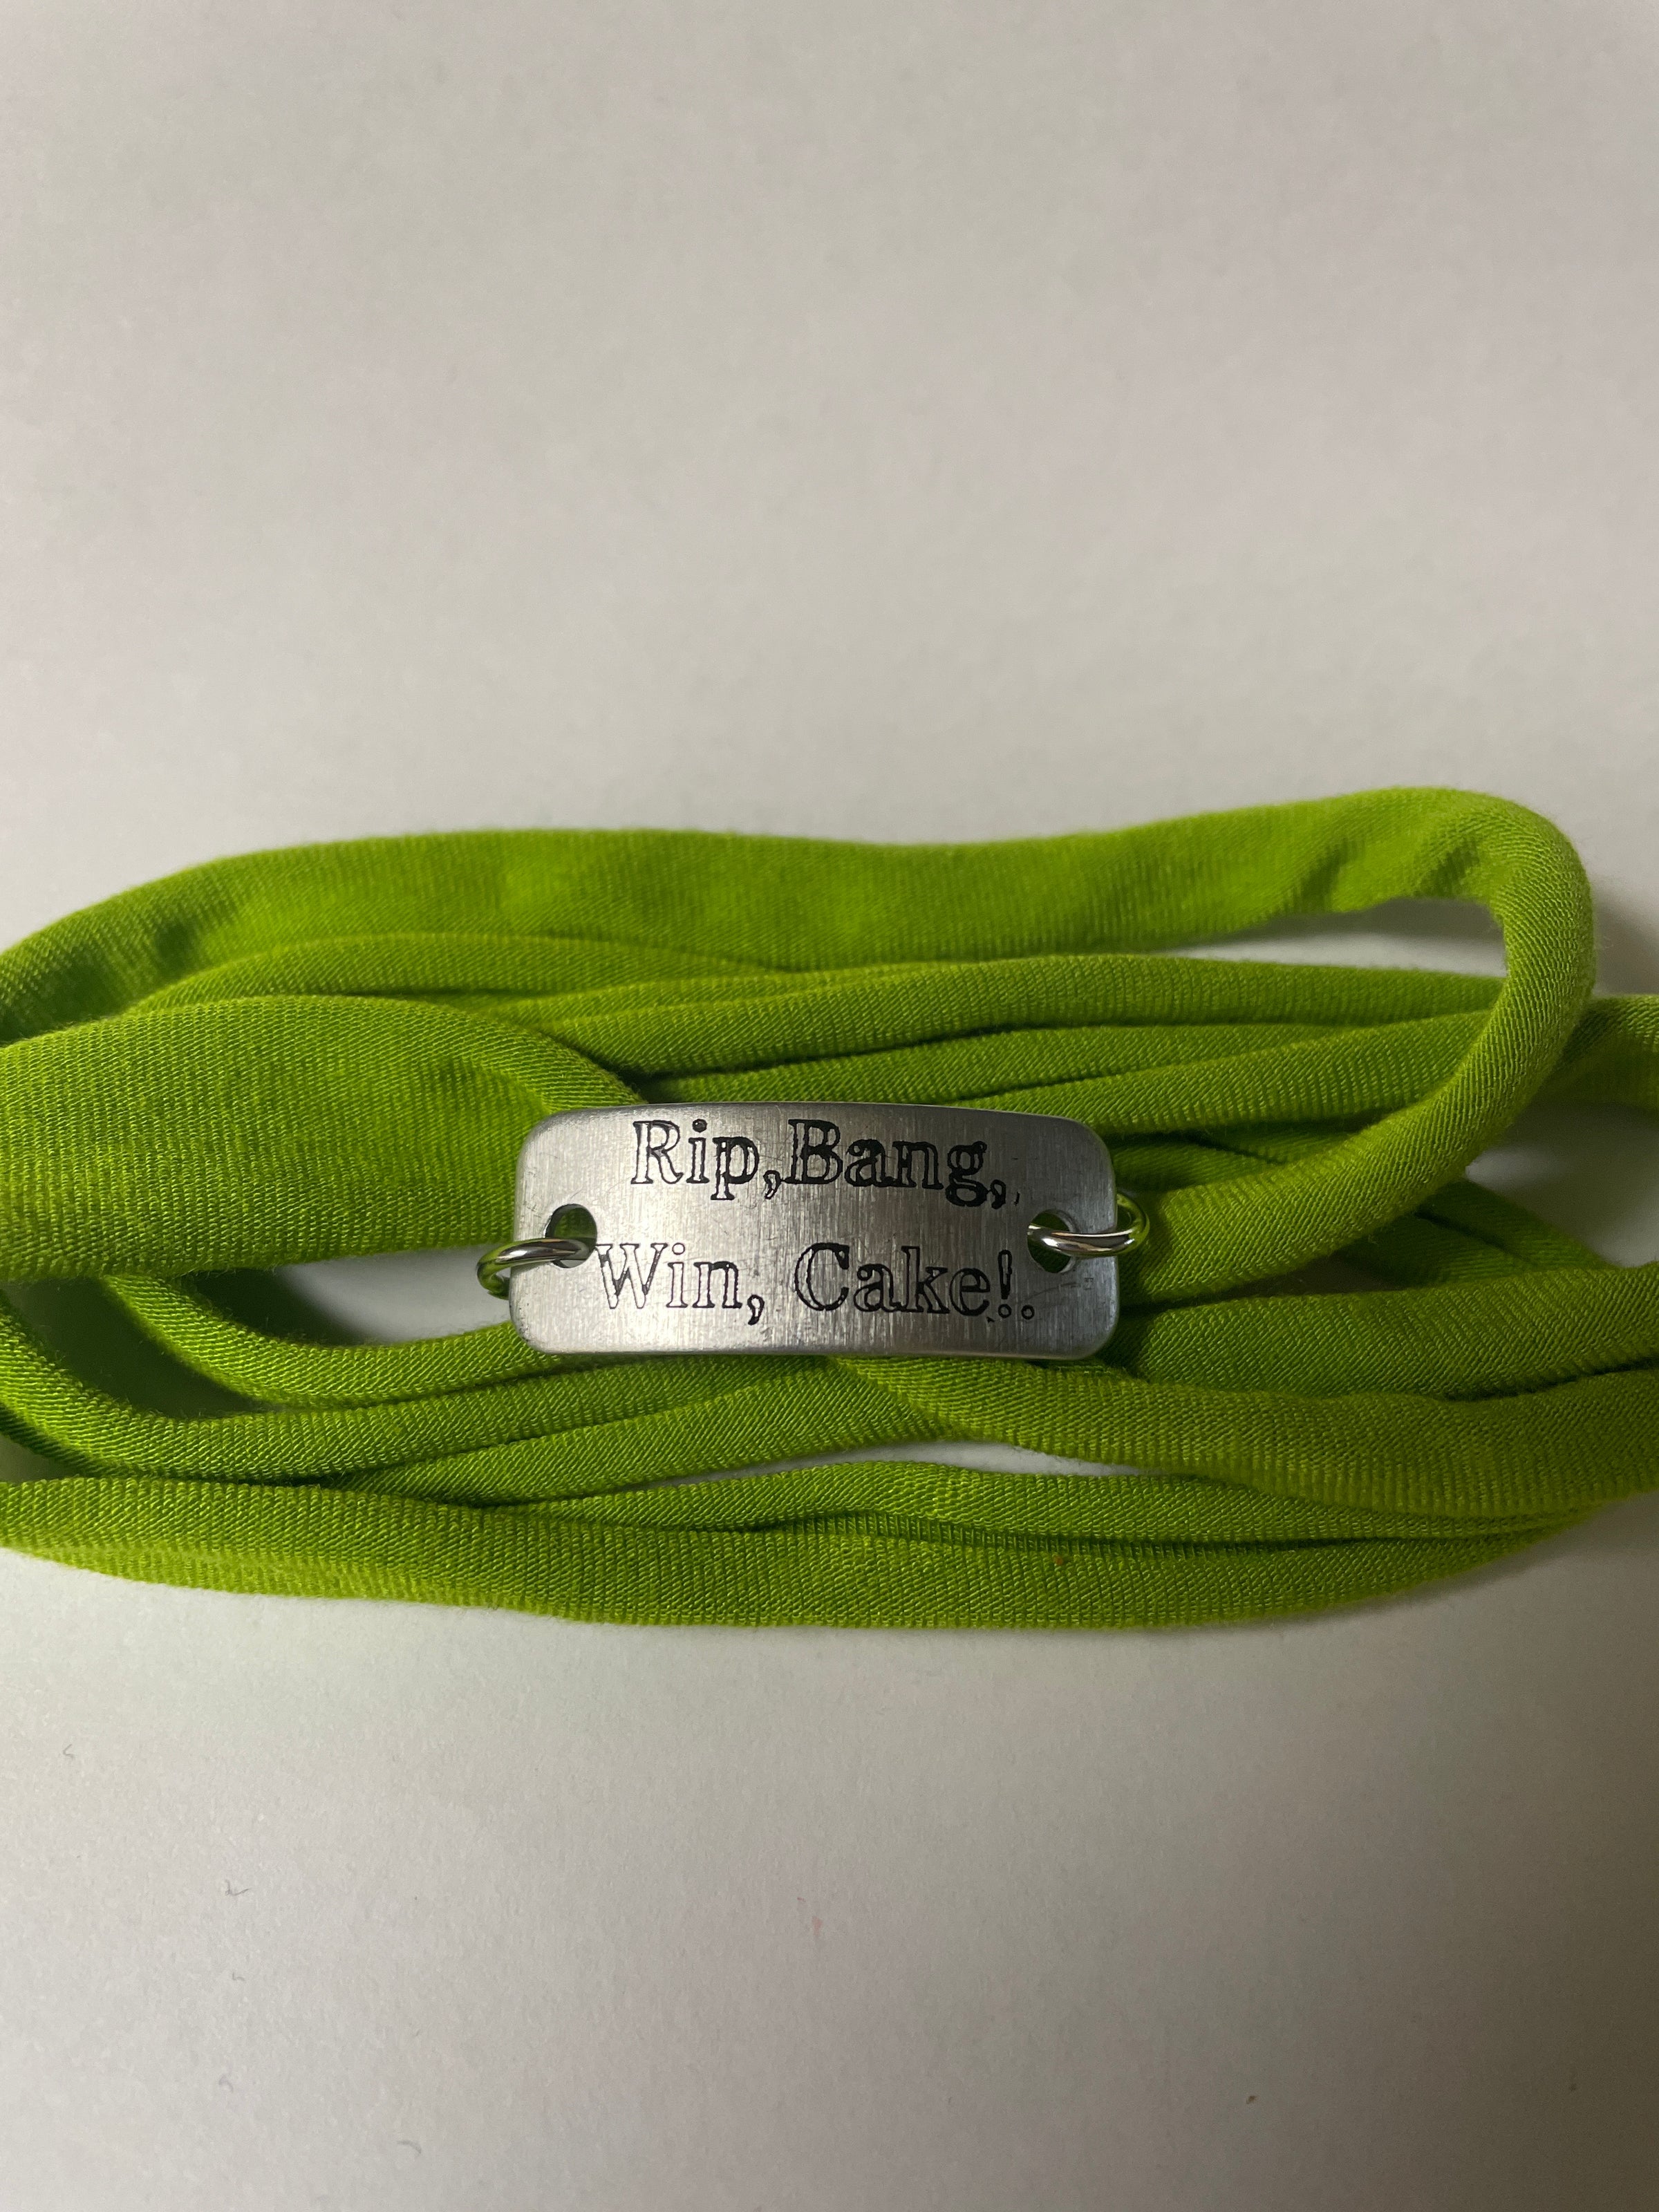 Rip,Bang,.
Win, Cake!.